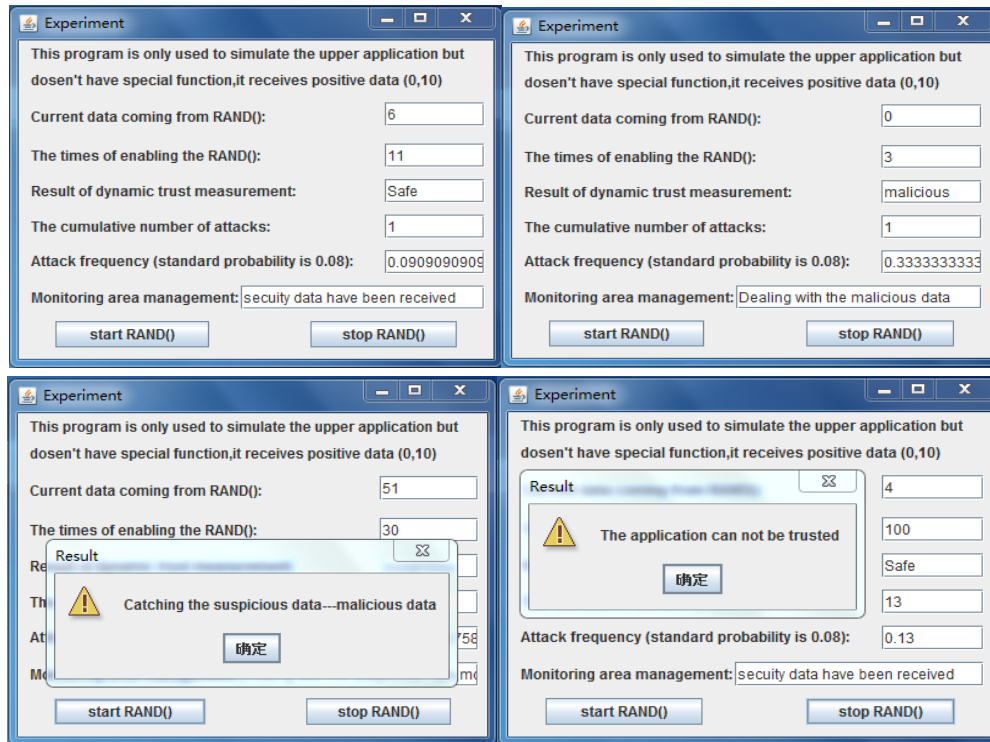 Experiment
This program is only used to simulate the upper application but
dosen't have special function,it receives positive data (0,10)
Current data coming from RAND(): 6
The times of enabling the RAND(): 11
Result of dynamic trust measurement: Safe
The cumulative number of attacks: 1
Attack frequency (standard probability is 0.08): 0.0909090909
Monitoring area management: secuity data have been received
start RAND() stop RAND()
Experiment
This program is only used to simulate the upper application but
dosen't have special function,it receives positive data (0,10)
Current data coming from RAND(): 0
The times of enabling the RAND(): 3
Result of dynamic trust measurement: malicious
The cumulative number of attacks: 1
Attack frequency (standard probability is 0.08): 0.3333333333
Monitoring area management: Dealing with the malicious data
start RAND() stop RAND()
Experiment
This program is only used to simulate the upper application but
dosen't have special function,it receives positive data (0,10)
Current data coming from RAND(): 51
The times of enabling the RAND(): 30
Result
Catching the suspicious data---malicious data
确定
start RAND() stop RAND()
Experiment
This program is only used to simulate the upper application but
dosen't have special function,it receives positive data (0,10)
Result
4
The application can not be trusted
100
确定
Safe
13
Attack frequency (standard probability is 0.08): 0.13
Monitoring area management: secuity data have been received
start RAND() stop RAND()